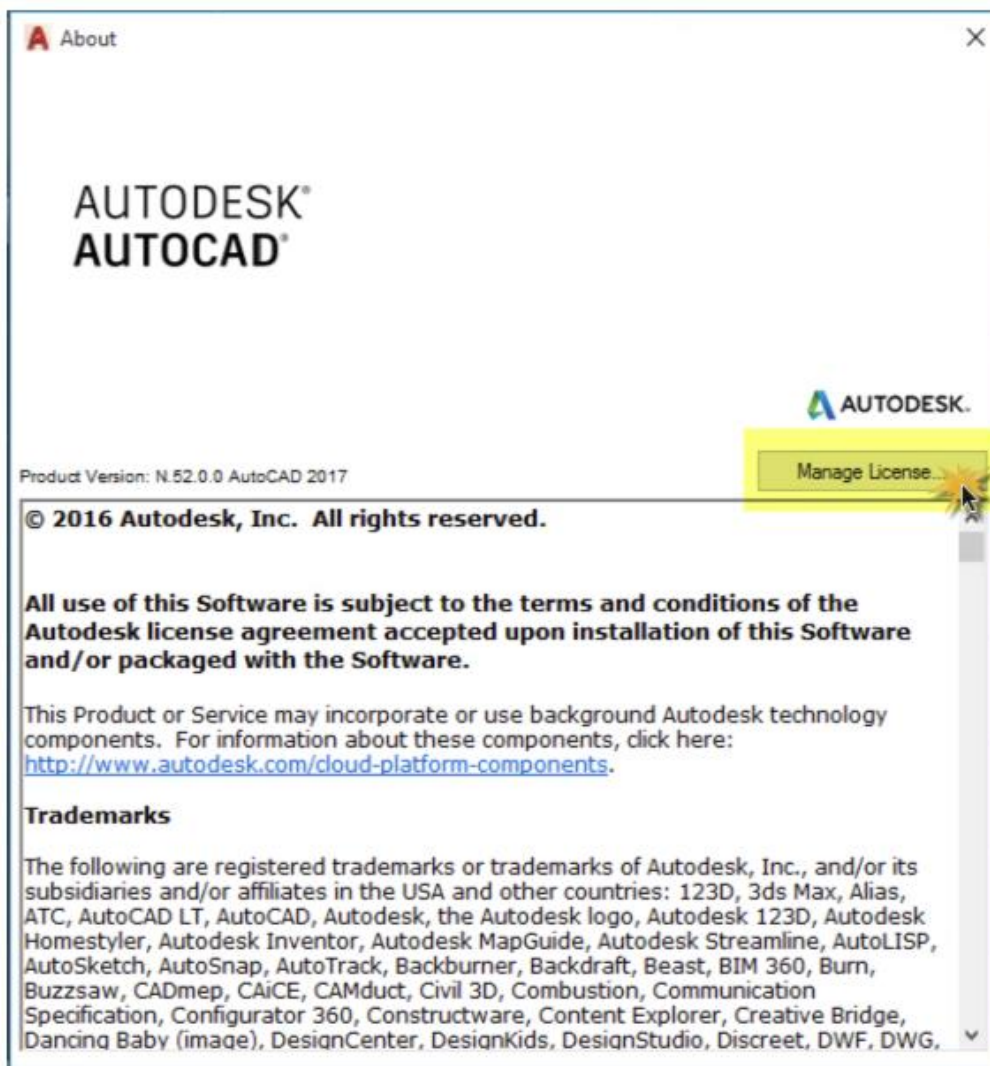 About
AUTODESK®
AUTOCAD®
AUTODESK.
Manage License...
Product Version: N.52.0.0 AutoCAD 2017
© 2016 Autodesk, Inc.  All rights reserved.
All use of this Software is subject to the terms and conditions of the
Autodesk license agreement accepted upon installation of this Software
and/or packaged with the Software.
This Product or Service may incorporate or use background Autodesk technology
components.  For information about these components, click here:
http://www.autodesk.com/cloud-platform-components.
Trademarks
The following are registered trademarks or trademarks of Autodesk, Inc., and/or its
subsidiaries and/or affiliates in the USA and other countries: 123D, 3ds Max, Alias,
ATC, AutoCAD LT, AutoCAD, Autodesk, the Autodesk logo, Autodesk 123D, Autodesk
Homestyler, Autodesk Inventor, Autodesk MapGuide, Autodesk Streamline, AutoLISP,
AutoSketch, AutoSnap, AutoTrack, Backburner, Backdraft, Beast, BIM 360, Burn,
Buzzsaw, CADmep, CAiCE, CAMduct, Civil 3D, Combustion, Communication
Specification, Configurator 360, Constructware, Content Explorer, Creative Bridge,
Dancing Baby (image), DesignCenter, DesignKids, DesignStudio, Discreet, DWF, DWG,